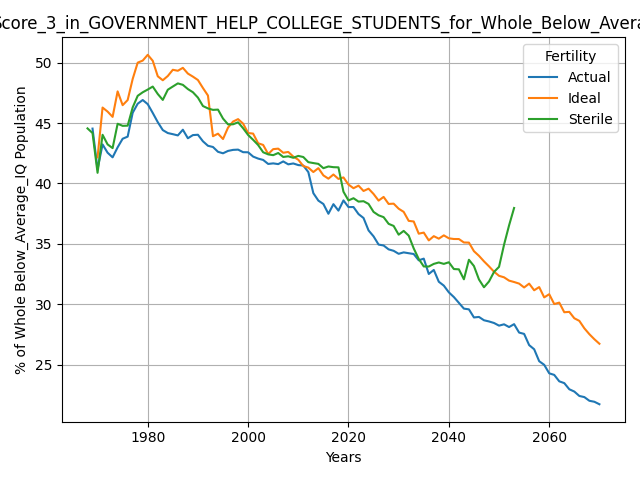 Score_3_in_GOVERNMENT_HELP_COLLEGE_STUDENTS_for_Whole_Below_Avera
Fertility
Actual
Ideal
Sterile
% of Whole Below_Average_IQ Population
50
45
40
35
30
25
1980
2000
2020
2040
2060
Years